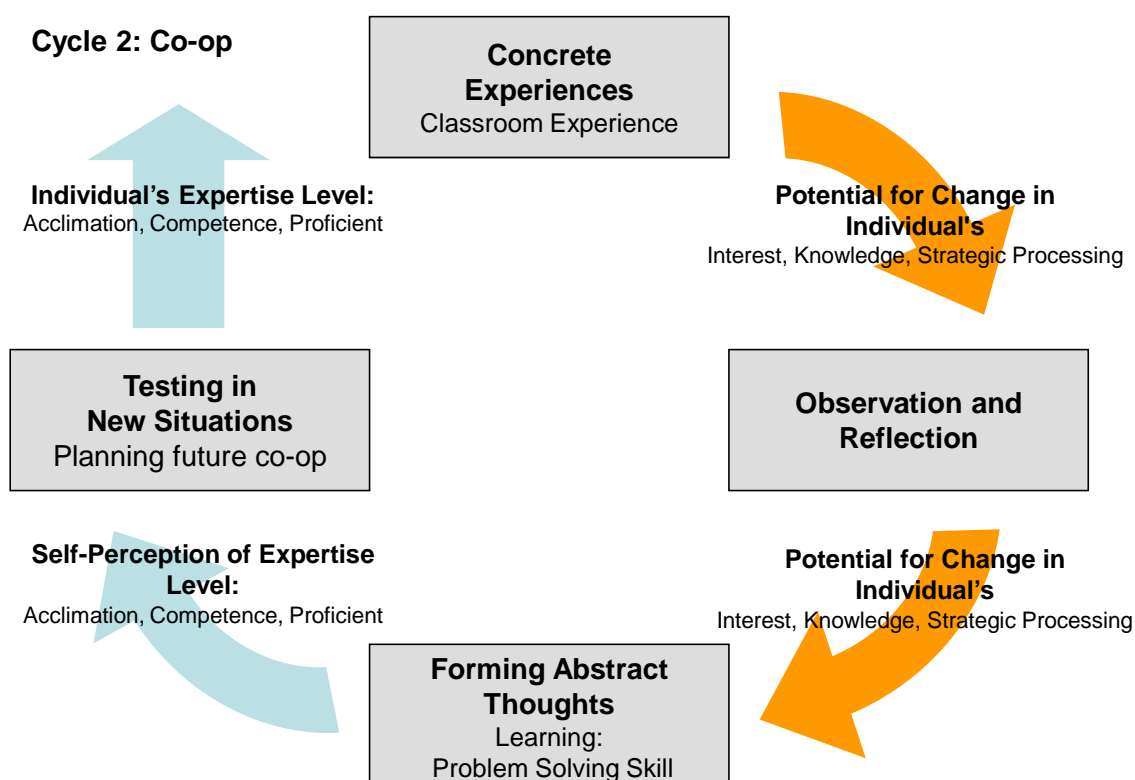 Cycle 2: Co-op
Concrete
Experiences
Classroom Experience
Individual’s Expertise Level:
Acclimation, Competence, Proficient
Potential for Change in
Individual's
Interest, Knowledge, Strategic Processing
Testing in
New Situations
Planning future co-op
Observation and
Reflection
Self-Perception of Expertise
Level:
Acclimation, Competence, Proficient
Potential for Change in
Individual’s
Interest, Knowledge, Strategic Processing
Forming Abstract
Thoughts
Learning:
Problem Solving Skill